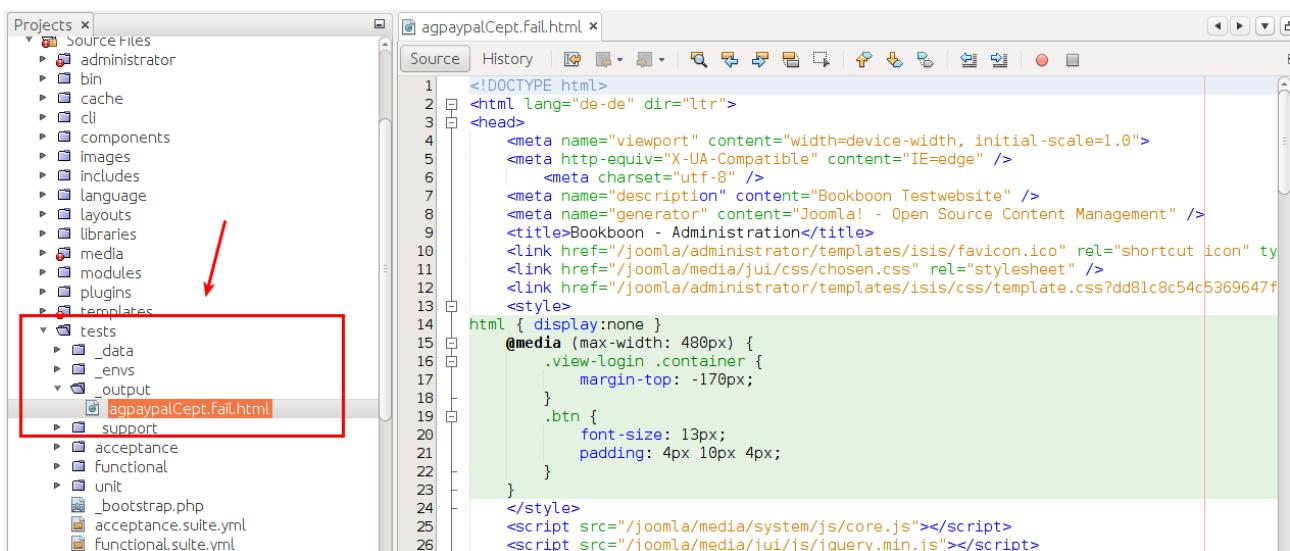 Projects
Source Files
administrator
bin
cache
cli
components
images
includes
language
layouts
libraries
media
modules
plugins
templates
tests
_data
_envs
_output
agpaypalCept.fail.html
_support
acceptance
functional
unit
_bootstrap.php
acceptance.suite.yml
functional.suite.yml
agpaypalCept.fail.html
Source History
1 <!DOCTYPE html>
2 <html lang="de-de" dir="ltr">
3 <head>
4 <meta name="viewport" content="width=device-width, initial-scale=1.0">
5 <meta http-equiv="X-UA-Compatible" content="IE=edge" />
6 <meta charset="utf-8" />
7 <meta name="description" content="Bookboon Testwebsite" />
8 <meta name="generator" content="Joomla! - Open Source Content Management" />
9 <title>Bookboon - Administration</title>
10 <link href="/joomla/administrator/templates/isis/favicon.ico" rel="shortcut icon" ty
11 <link href="/joomla/media/jui/css/chosen.css" rel="stylesheet" />
12 <link href="/joomla/administrator/templates/isis/css/template.css?dd81c8c54c5369647f
13 <style>
14 html { display:none }
15 @media (max-width: 480px) {
16 .view-login .container {
17 margin-top: -170px;
18 }
19 .btn {
20 font-size: 13px;
21 padding: 4px 10px 4px;
22 }
23 }
24 </style>
25 <script src="/joomla/media/system/js/core.js"></script>
26 <script src="/joomla/media/jui/js/jquery.min.js"></script>